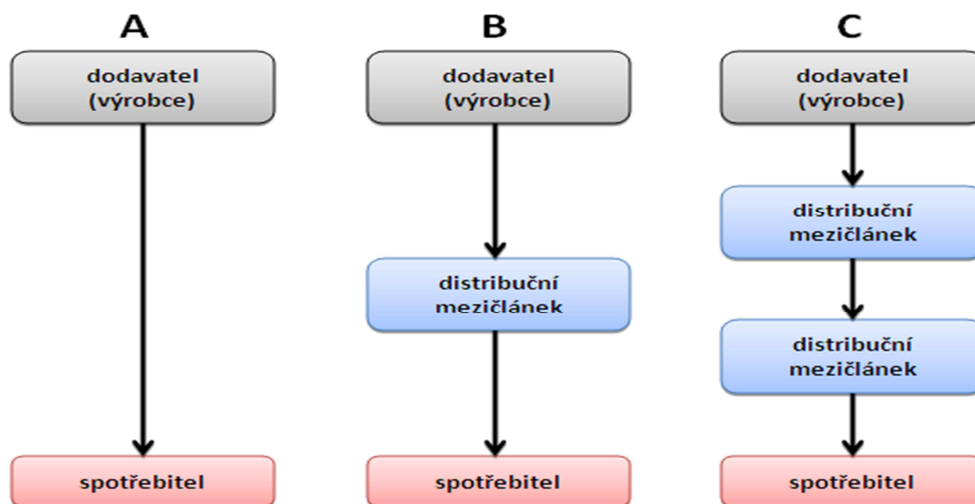 A
dodavatel
(výrobce)
spotřebitel
B
dodavatel
(výrobce)
distribuční
mezičlánek
spotřebitel
C
dodavatel
(výrobce)
distribuční
mezičlánek
distribuční
mezičlánek
spotřebitel